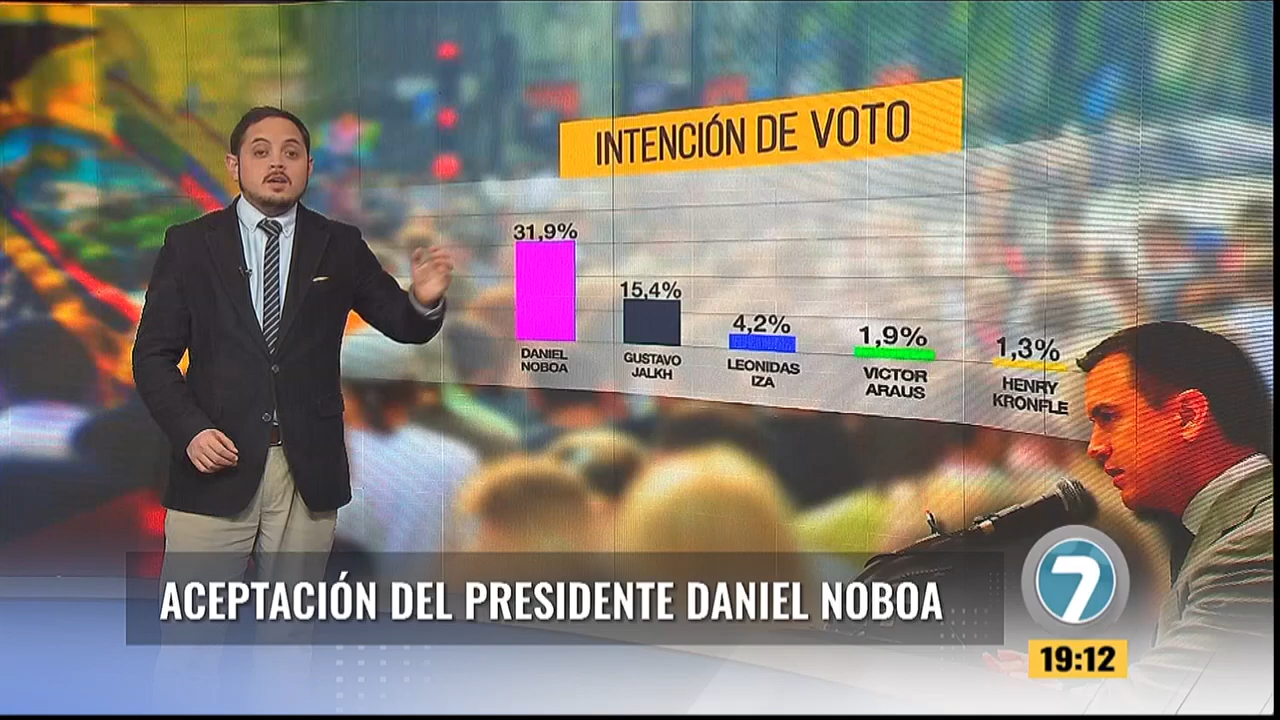 INTENCIÓN DE VOTO
31,9%
DANIEL
NOBOA
15,4%
GUSTAVO
JALKH
4,2%
LEONIDAS
IZA
1,9%
VICTOR
ARAUS
1,3%
HENRY
KRONFLE
ACEPTACIÓN DEL PRESIDENTE DANIEL NOBOA
7
19:12